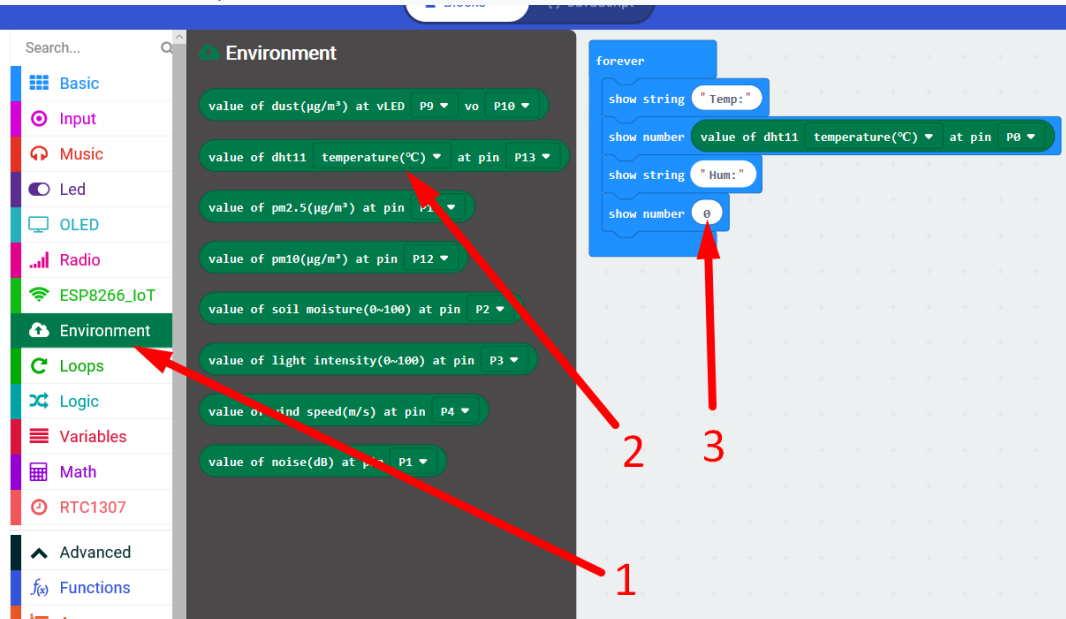 Blocks
JavaScript
Search...
Basic
Input
Music
Led
OLED
Radio
ESP8266_IoT
Environment
Loops
Logic
Variables
Math
RTC1307
Advanced
f(x) Functions
Environment
value of dust(μg/m³) at vLED P9 vo P10
value of dht11 temperature(℃) at pin P13
value of pm2.5(μg/m³) at pin
value of pm10(μg/m³) at pin P12
value of soil moisture(0~100) at pin P2
value of light intensity(0~100) at pin P3
value of wind speed(m/s) at pin P4
value of noise(dB) at pin P1
forever
show string "Temp:"
show number value of dht11 temperature(℃) at pin P0
show string "Hum:"
show number 0
1
2
3